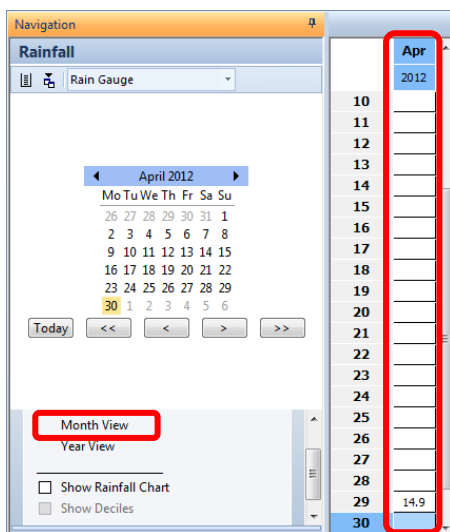 Navigation
Rainfall
Rain Gauge
April 2012
Mo Tu We Th Fr Sa Su
26 27 28 29 30 31 1
2 3 4 5 6 7 8
9 10 11 12 13 14 15
16 17 18 19 20 21 22
23 24 25 26 27 28 29
30 1 2 3 4 5 6
Today << < > >>
Month View
Year View
Show Rainfall Chart
Show Deciles
Apr
2012
10
11
12
13
14
15
16
17
18
19
20
21
22
23
24
25
26
27
28
29 14.9
30